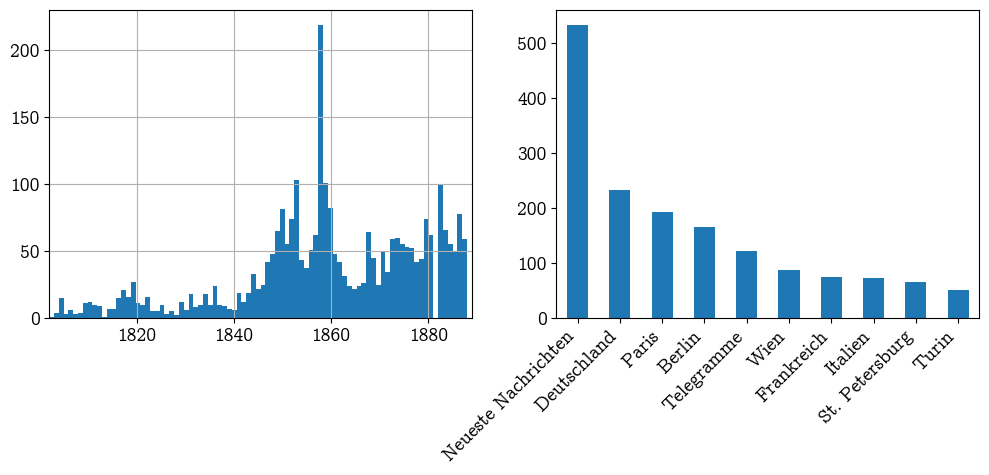 200
150
100
50
0
1820 1840 1860 1880
500
400
300
200
100
0
Neueste Nachrichten
Deutschland
Paris
Berlin
Telegramme
Wien
Frankreich
Italien
St. Petersburg
Turin